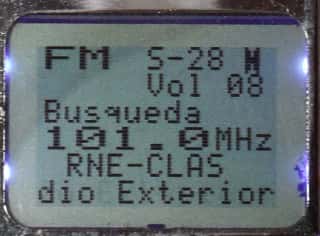 FM S-28 M
Vol 08
Busqueda
101.0MHz
RNE-CLAS
dio Exterior